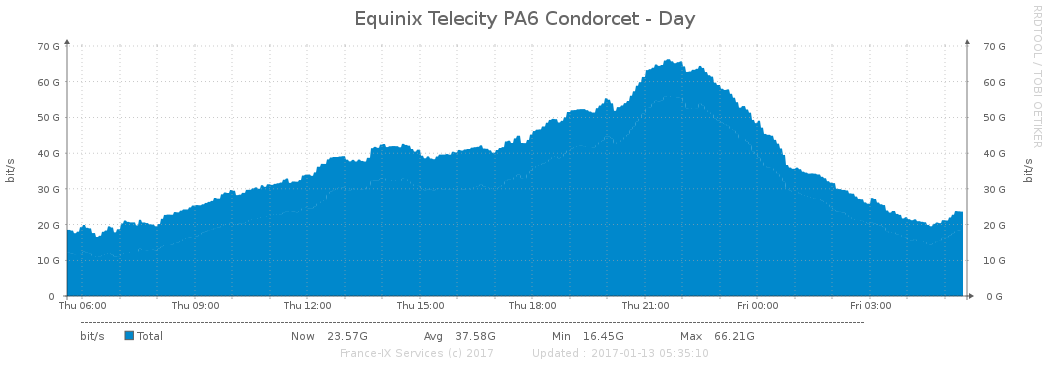 Equinix Telecity PA6 Condorcet - Day
RRDTOOL / TOBI OETIKER
70 G 70 G
60 G 60 G
50 G 50 G
40 G 40 G
30 G 30 G
20 G 20 G
10 G 10 G
0 0 G
bit/s
bit/s
Thu 06:00 Thu 09:00 Thu 12:00 Thu 15:00 Thu 18:00 Thu 21:00 Fri 00:00 Fri 03:00
bit/s Total Now 23.57G Avg 37.58G Min 16.45G Max 66.21G
France-IX Services (c) 2017 Updated : 2017-01-13 05:35:10